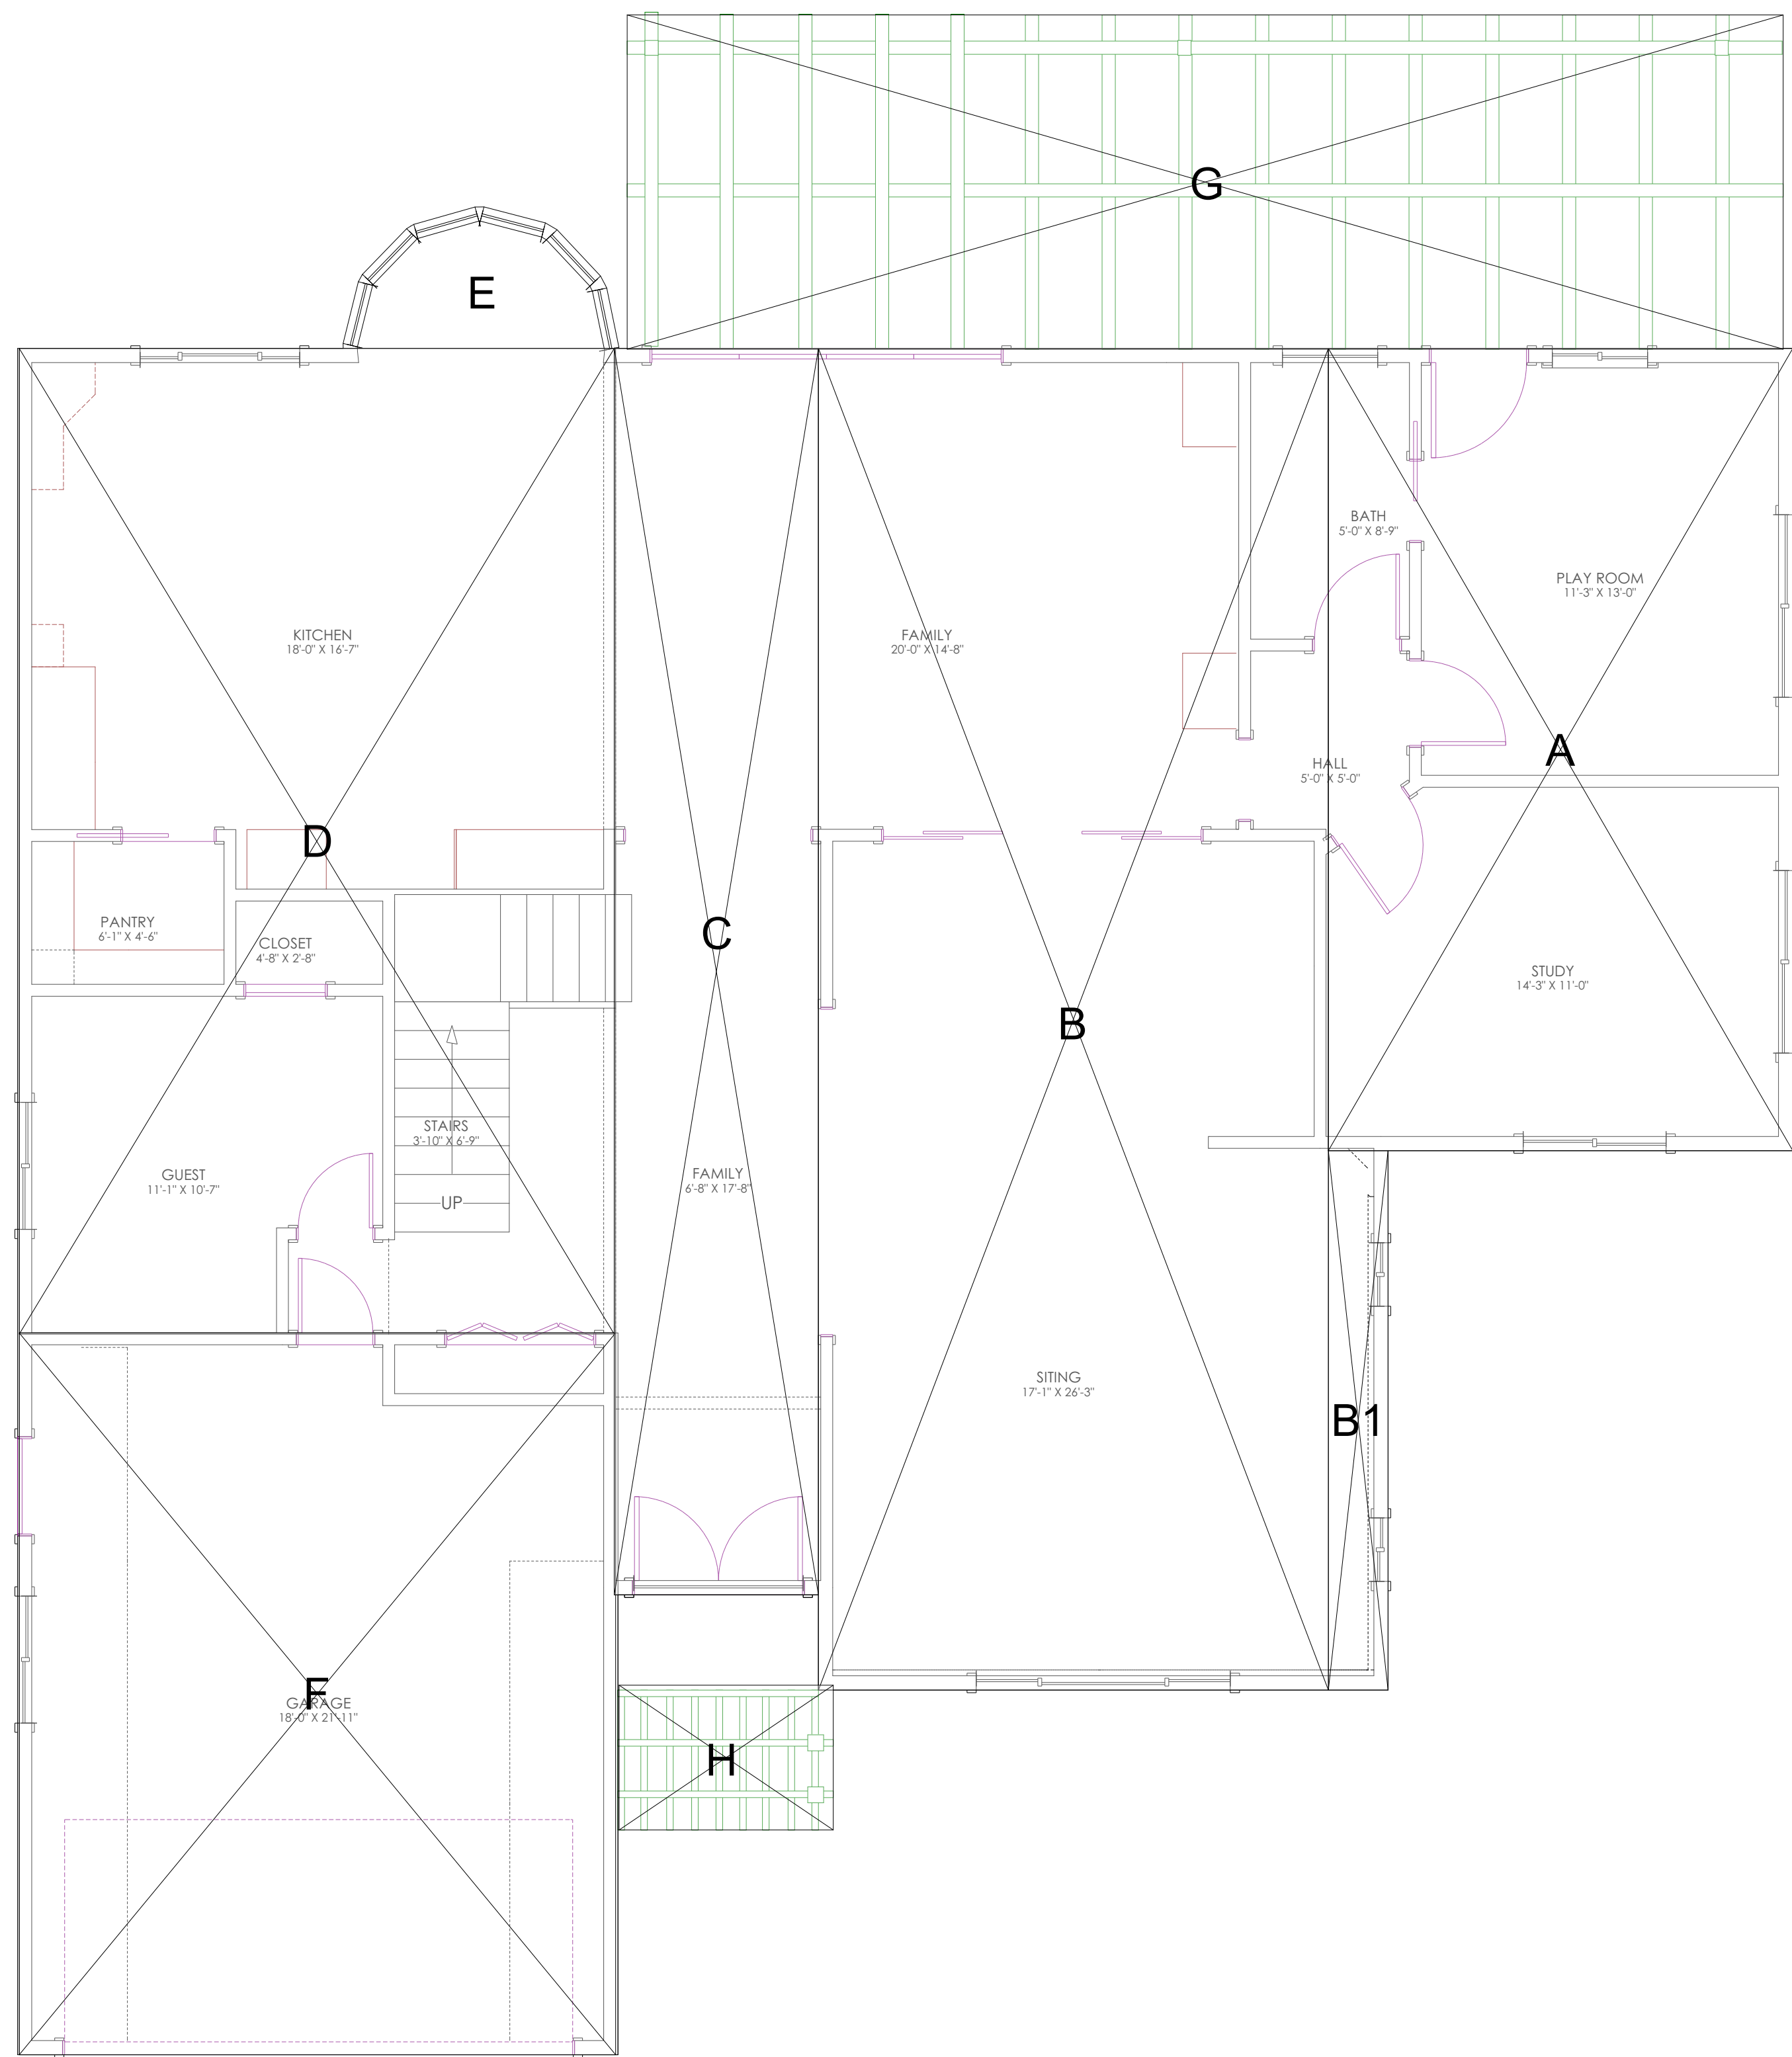 G
E
BATH
5'-0" X 8'-9"
PLAY ROOM
11'-3" X 13'-0"
KITCHEN
18'-0" X 16'-7"
FAMILY
20'-0" X 14'-8"
A
HALL
5'-0" X 5'-0"
D
PANTRY
6'-1" X 4'-6"
CLOSET
4'-8" X 2'-8"
C
STUDY
14'-3" X 11'-0"
B
STAIRS
3'-10" X 6'-9"
GUEST
11'-1" X 10'-7"
FAMILY
6'-8" X 17'-8"
UP
SITING
17'-1" X 26'-3"
B1
F
GARAGE
18'-0" X 21'-11"
H